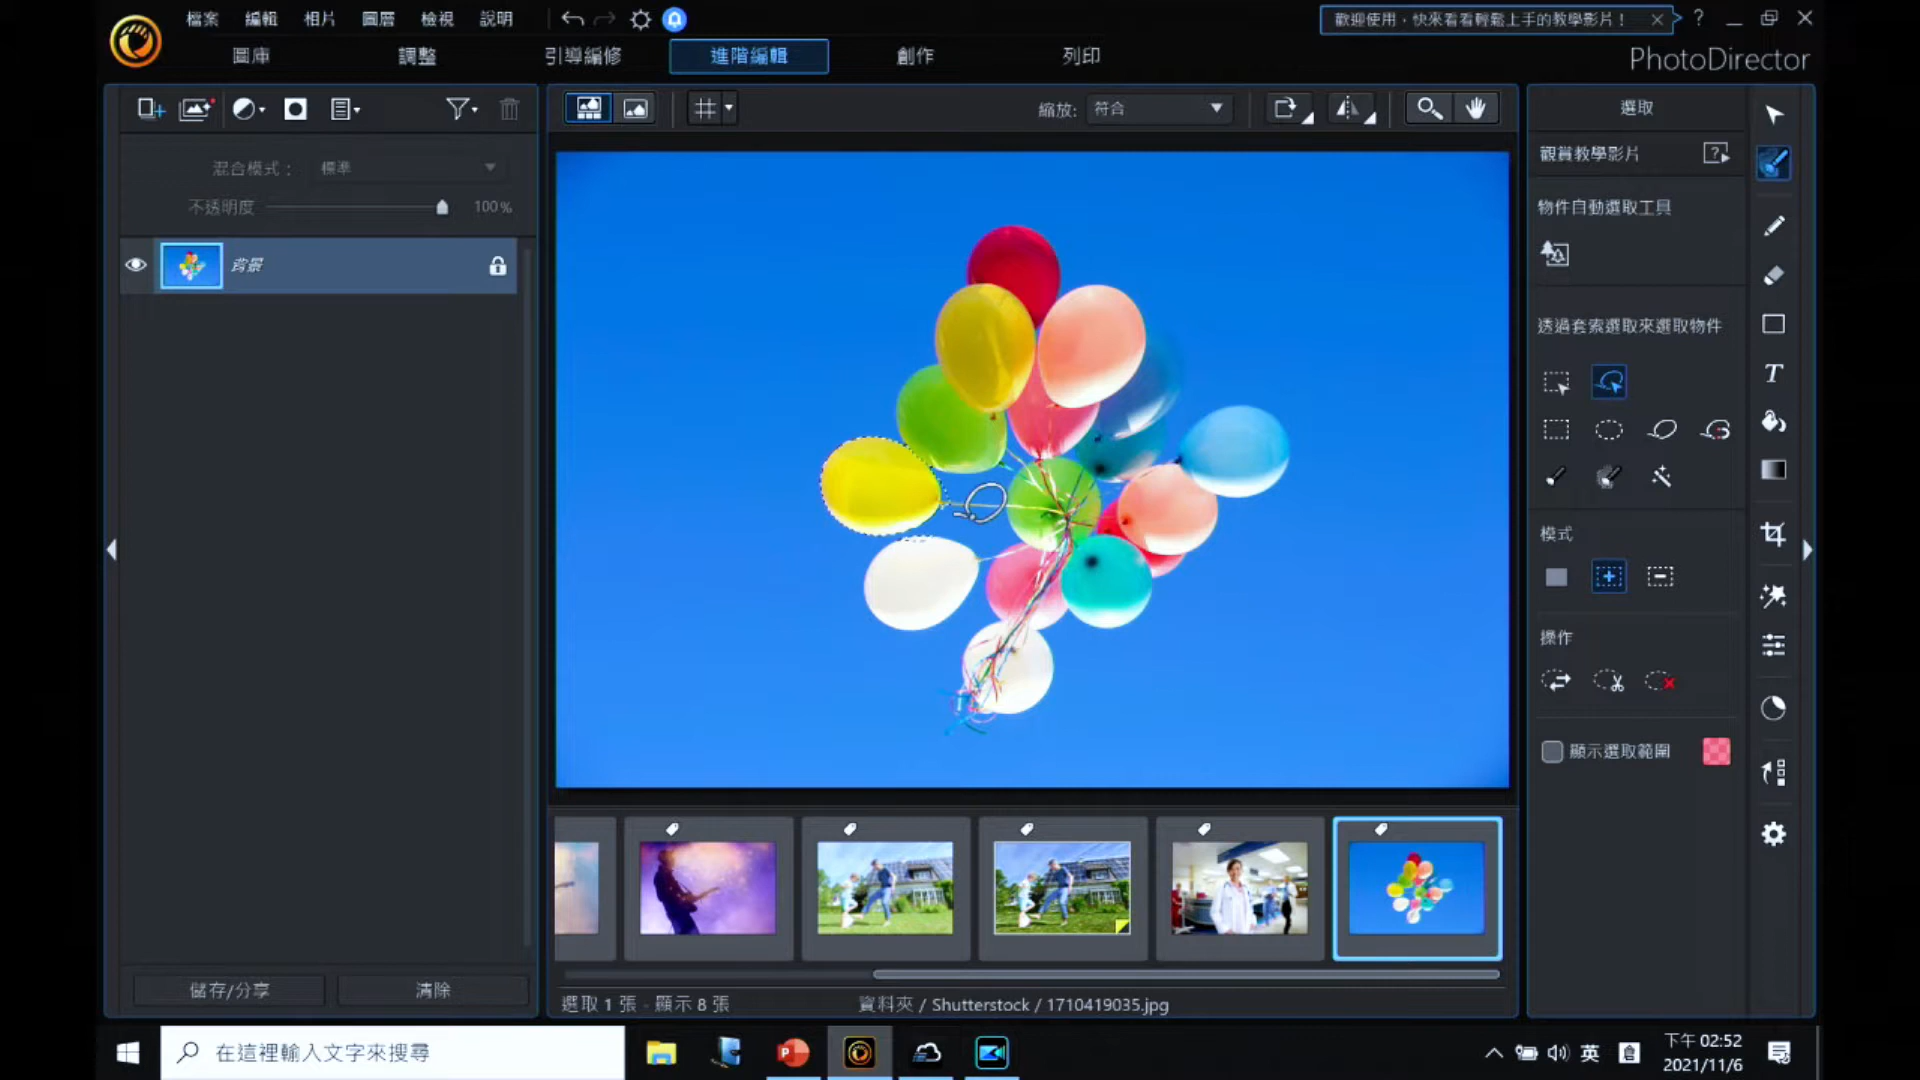 檔案 編輯 相片 圖層 檢視 說明
歡迎使用，快來看看輕鬆上手的教學影片！
圖庫 調整 引導編修 進階編輯 創作 列印
PhotoDirector
縮放: 符合
選取
混合模式： 標準
不透明度 100%
背景
觀賞教學影片
物件自動選取工具
透過套索選取來選取物件
模式
操作
顯示選取範圍
儲存/分享 清除
選取 1 張 - 顯示 8 張 資料夾 / Shutterstock / 1710419035.jpg
在這裡輸入文字來搜尋
英
下午 02:52
2021/11/6